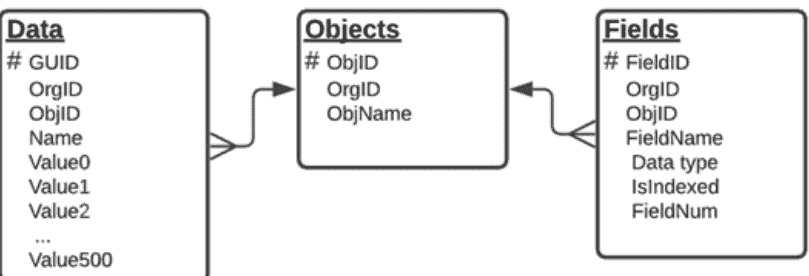 Data
# GUID
OrgID
ObjID
Name
Value0
Value1
Value2
...
Value500
Objects
# ObjID
OrgID
ObjName
Fields
# FieldID
OrgID
ObjID
FieldName
Data type
IsIndexed
FieldNum